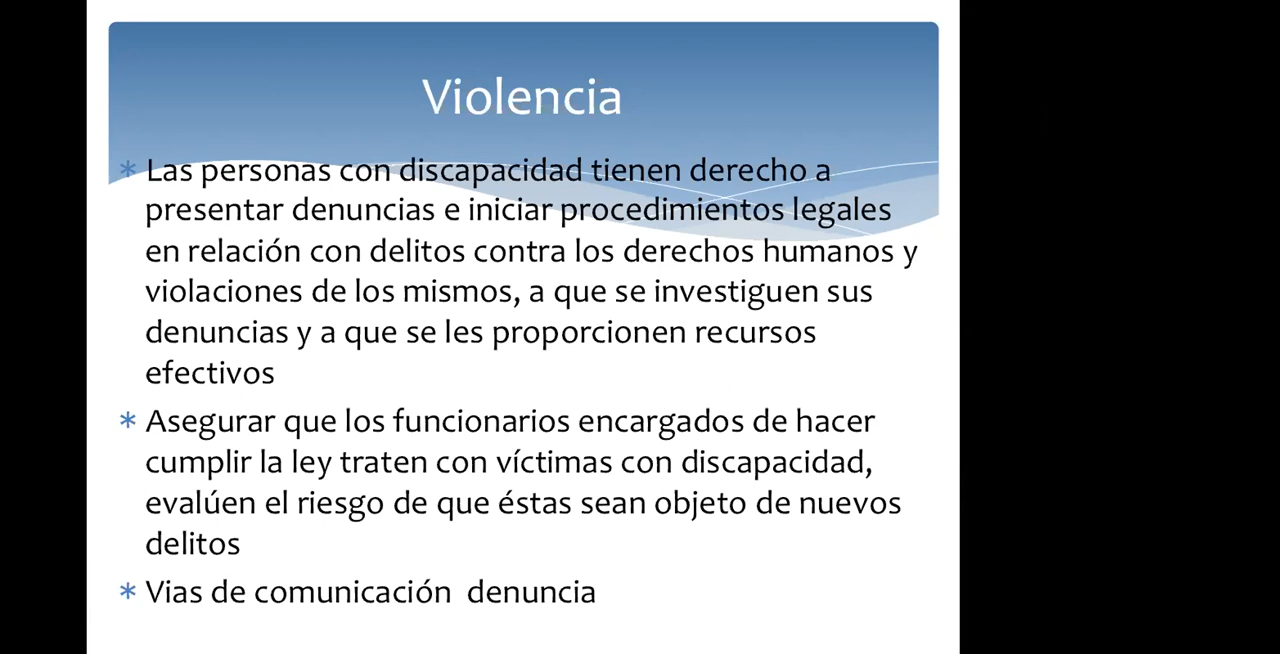 Violencia
* Las personas con discapacidad tienen derecho a
presentar denuncias e iniciar procedimientos legales
en relación con delitos contra los derechos humanos y
violaciones de los mismos, a que se investiguen sus
denuncias y a que se les proporcionen recursos
efectivos
* Asegurar que los funcionarios encargados de hacer
cumplir la ley traten con víctimas con discapacidad,
evalúen el riesgo de que éstas sean objeto de nuevos
delitos
* Vias de comunicación  denuncia